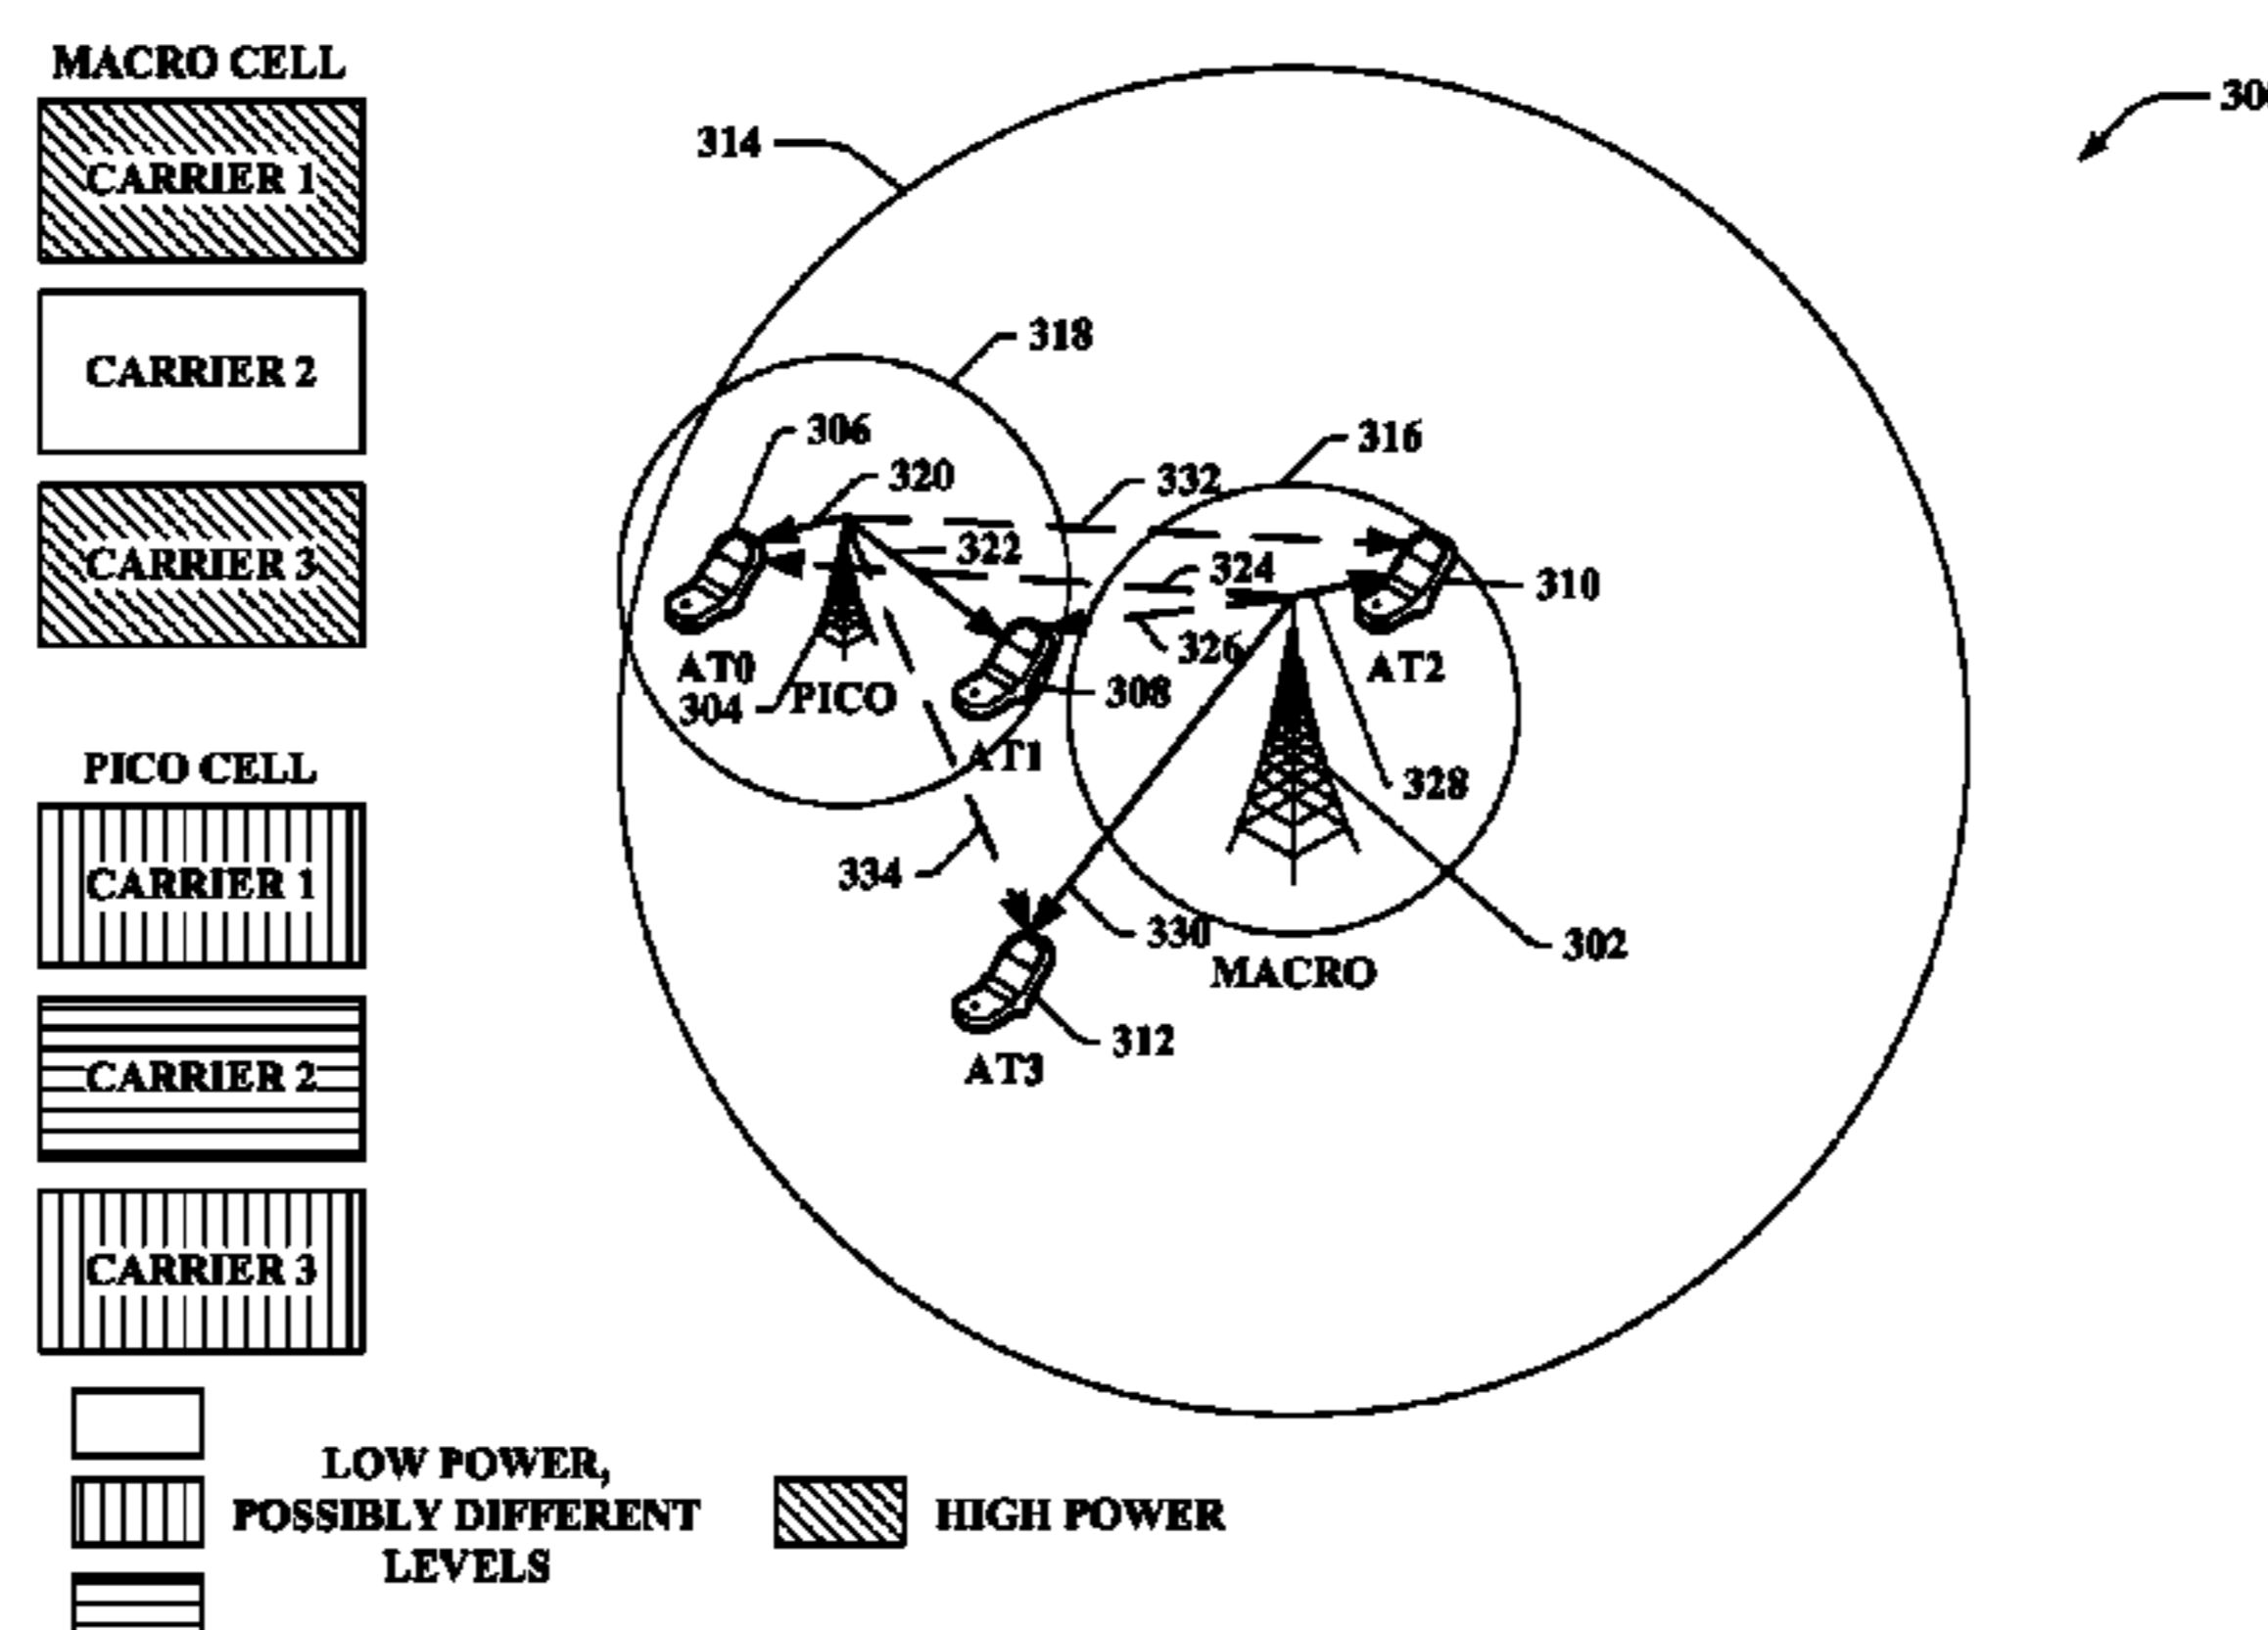 MACRO CELL
CARRIER 1
CARRIER 2
CARRIER 3
PICO CELL
CARRIER 1
CARRIER 2
CARRIER 3
LOW POWER,
POSSIBLY DIFFERENT
LEVELS
HIGH POWER
314
318
306
320
332
316
322
324
310
326
AT0
AT2
304
PICO
308
AT1
328
334
330
302
MACRO
312
AT3